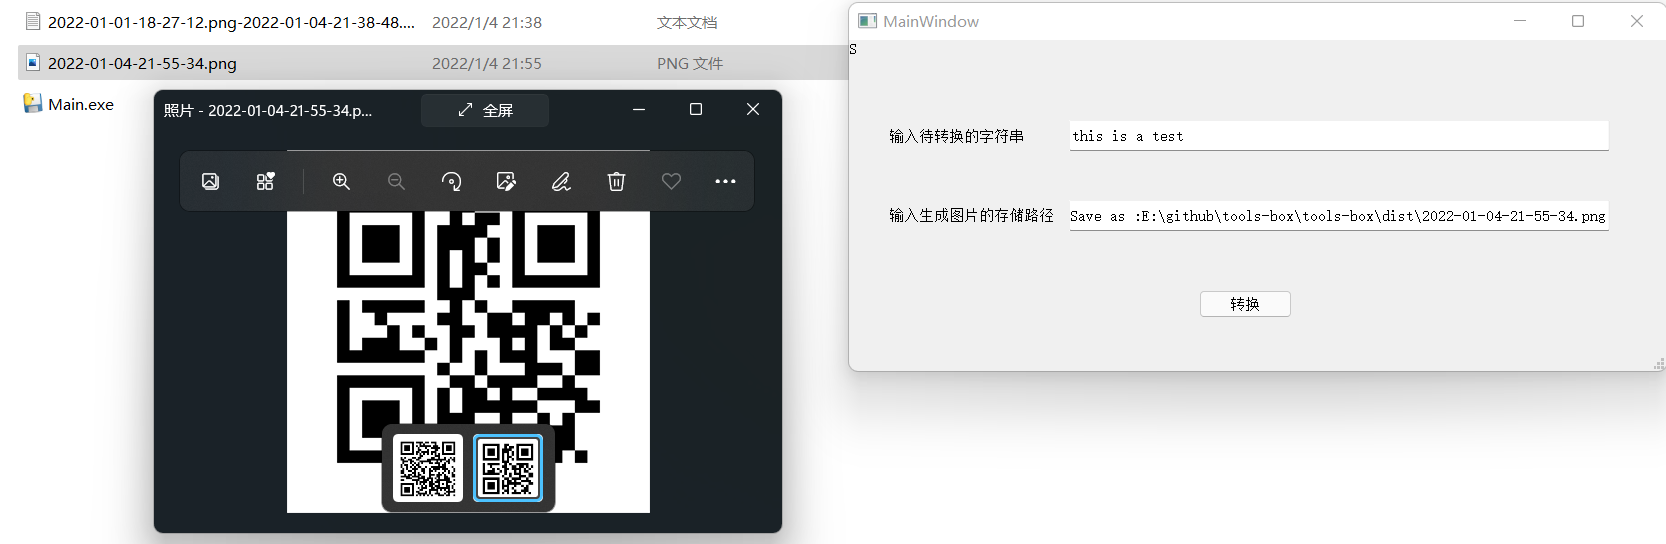 2022-01-01-18-27-12.png-2022-01-04-21-38-48.... 2022/1/4 21:38 文本文档
2022-01-04-21-55-34.png 2022/1/4 21:55 PNG 文件
Main.exe
照片 - 2022-01-04-21-55-34.p... 全屏
MainWindow
S
输入待转换的字符串 this is a test
输入生成图片的存储路径 Save as :E:\github\tools-box\tools-box\dist\2022-01-04-21-55-34.png
转换